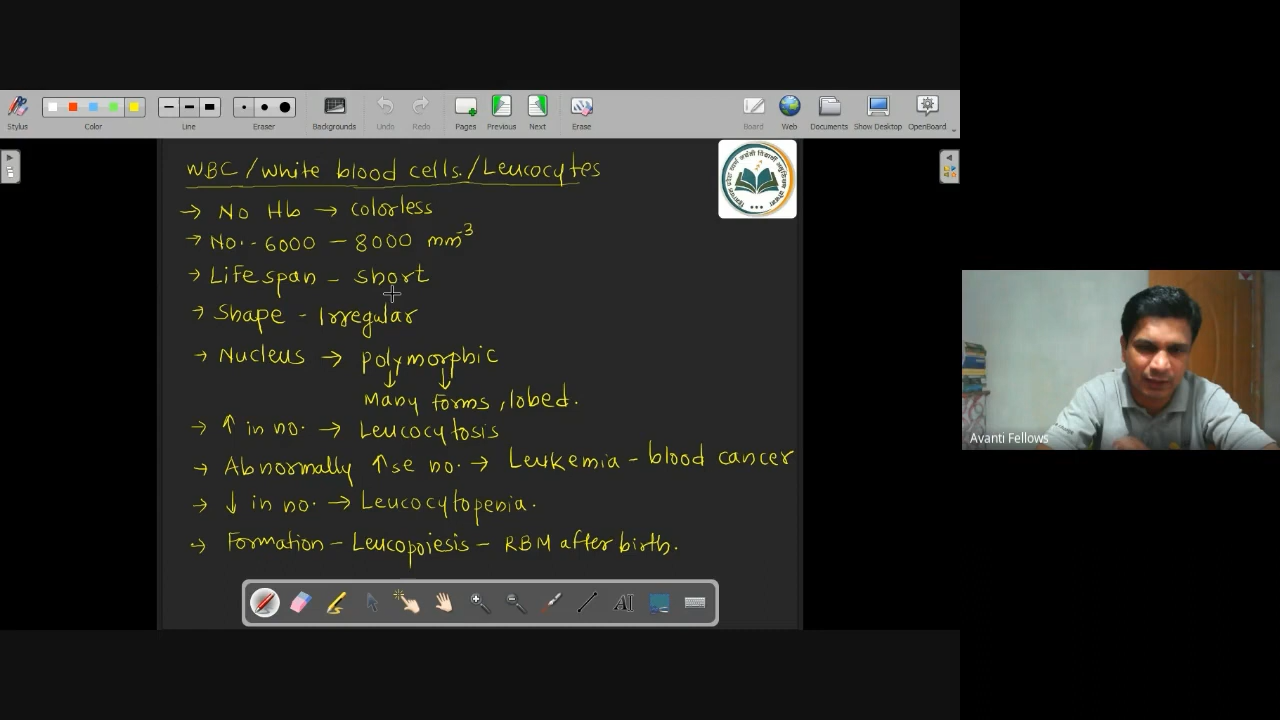 Stylus
Color
Line
Eraser
Backgrounds
Undo
Redo
Pages
Previous
Next
Erase
Board
Web
Documents
Show Desktop
OpenBoard
WBC/White blood cells./Leucocytes
→ No Hb → colorless
→ No. - 6000 – 8000 mm⁻³
→ Lifespan – short
→ Shape – Irregular
→ Nucleus → polymorphic
↓ ↓
Many forms, lobed.
→ ↑ in no. → Leucocytosis
→ Abnormally ↑se no. → Leukemia – blood cancer
→ ↓ in no. → Leucocytopenia.
→ Formation – Leucopoiesis – RBM after birth.
AI
Avanti Fellows